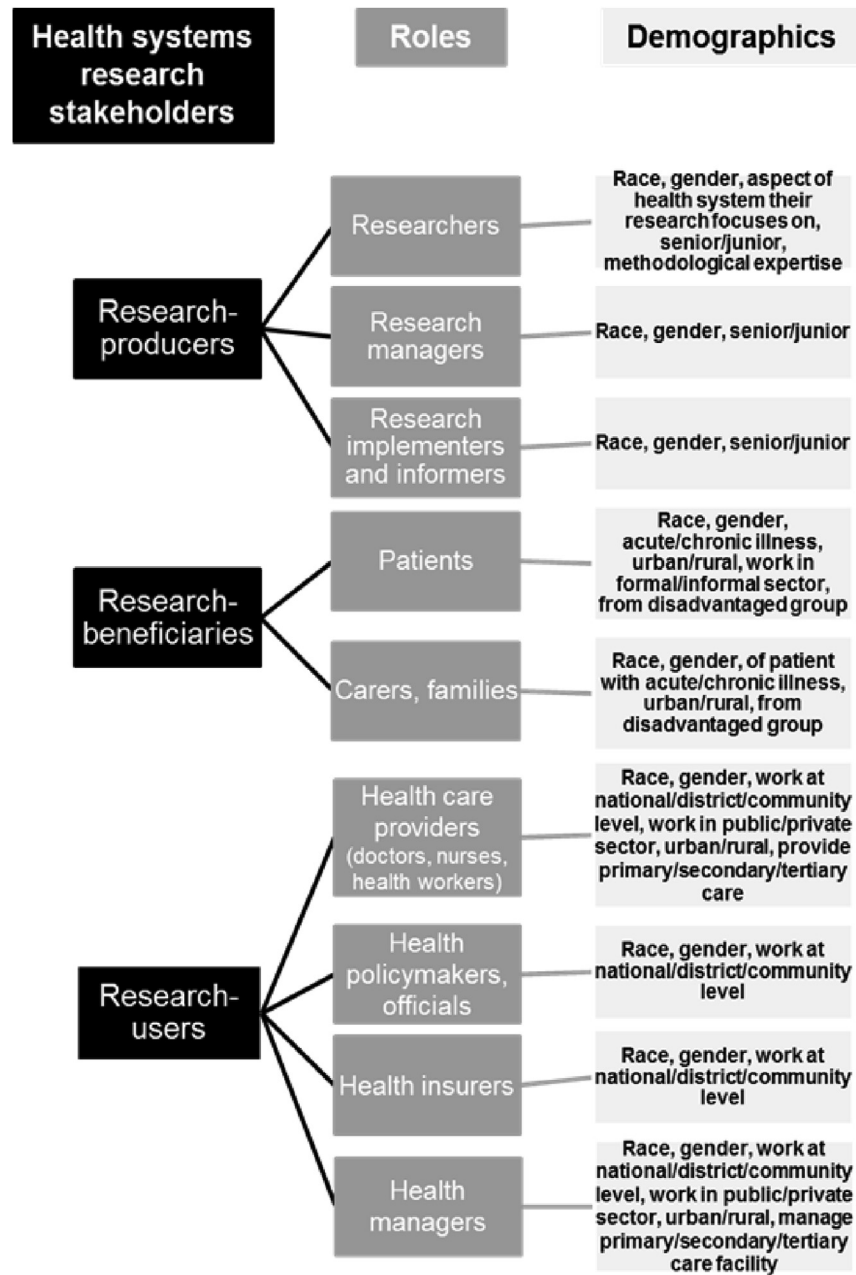 Health systems
research
stakeholders
Roles
Demographics
Research-
producers
Researchers
Race, gender, aspect of
health system their
research focuses on,
senior/junior,
methodological expertise
Research
managers
Race, gender, senior/junior
Research
implementers
and informers
Race, gender, senior/junior
Research-
beneficiaries
Patients
Race, gender,
acute/chronic illness,
urban/rural, work in
formal/informal sector,
from disadvantaged group
Carers, families
Race, gender, of patient
with acute/chronic illness,
urban/rural, from
disadvantaged group
Research-
users
Health care
providers
(doctors, nurses,
health workers)
Race, gender, work at
national/district/community
level, work in public/private
sector, urban/rural, provide
primary/secondary/tertiary
care
Health
policymakers,
officials
Race, gender, work at
national/district/community
level
Health insurers
Race, gender, work at
national/district/community
level
Health
managers
Race, gender, work at
national/district/community
level, work in public/private
sector, urban/rural, manage
primary/secondary/tertiary
care facility